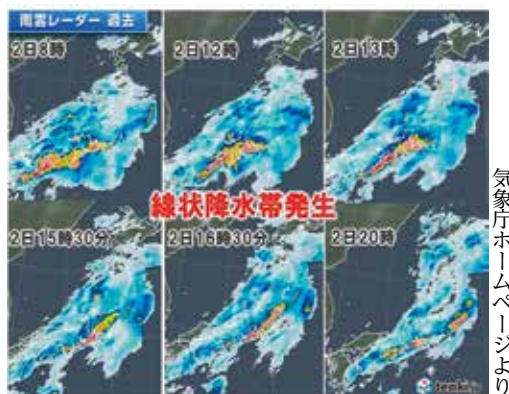 雨雲レーダー 過去
2日8時
2日12時
2日13時
線状降水帯発生
2日15時30分
2日16時30分
2日20時
tenki.jp
気象庁ホームページより